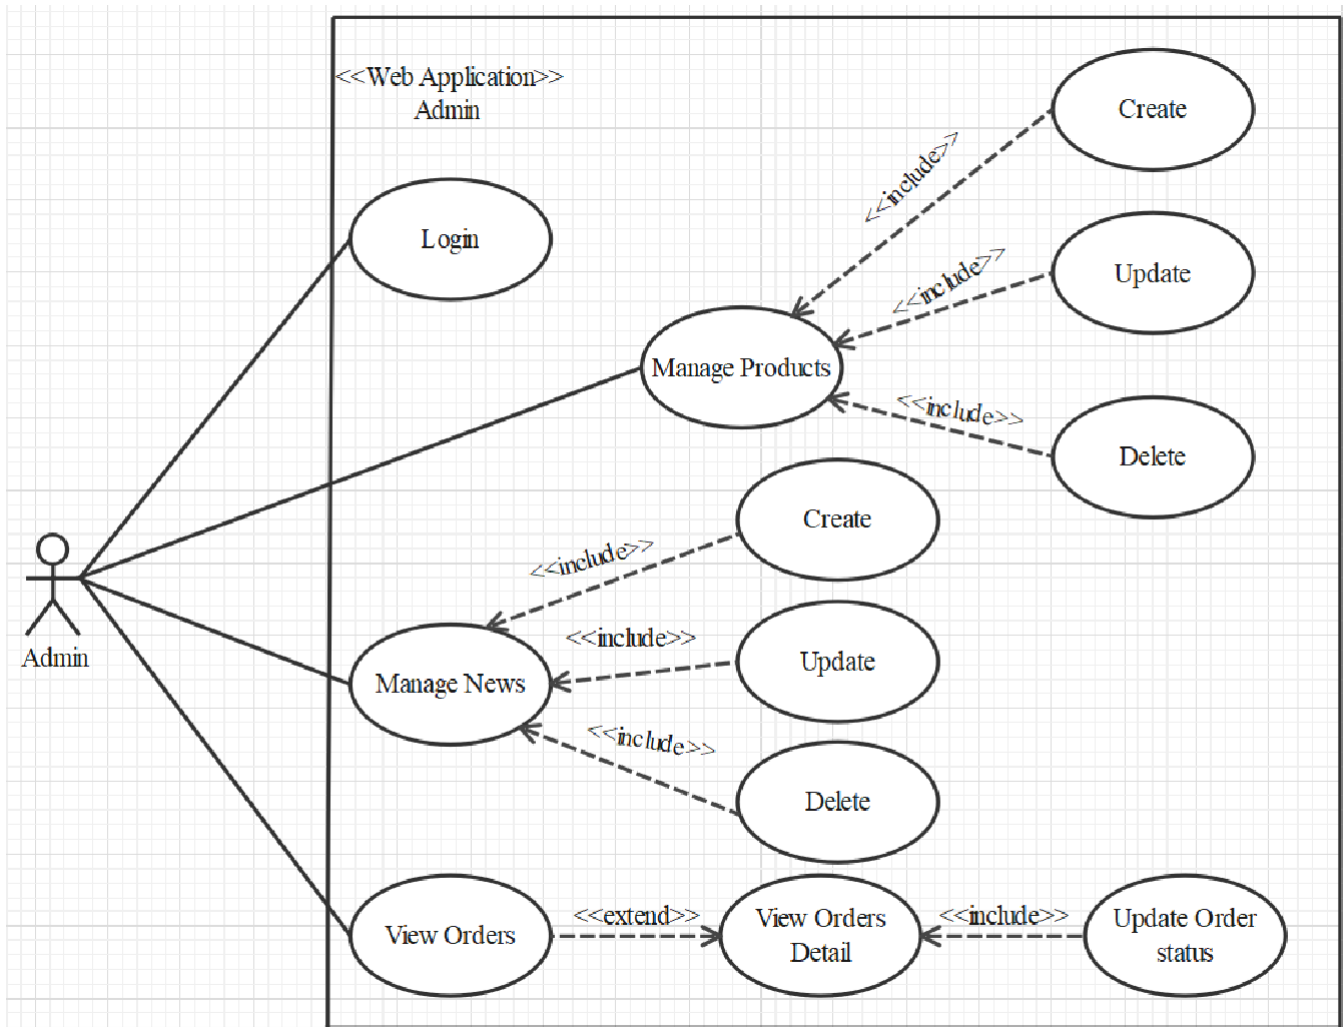 <<Web Application>>
Admin
Create
<<include>>
Login
<<include>>
Update
Manage Products
<<include>>
Delete
Create
<<include>>
Admin
<<include>>
Update
Manage News
<<include>>
Delete
View Orders
<<extend>>
View Orders
Detail
<<include>>
Update Order
status